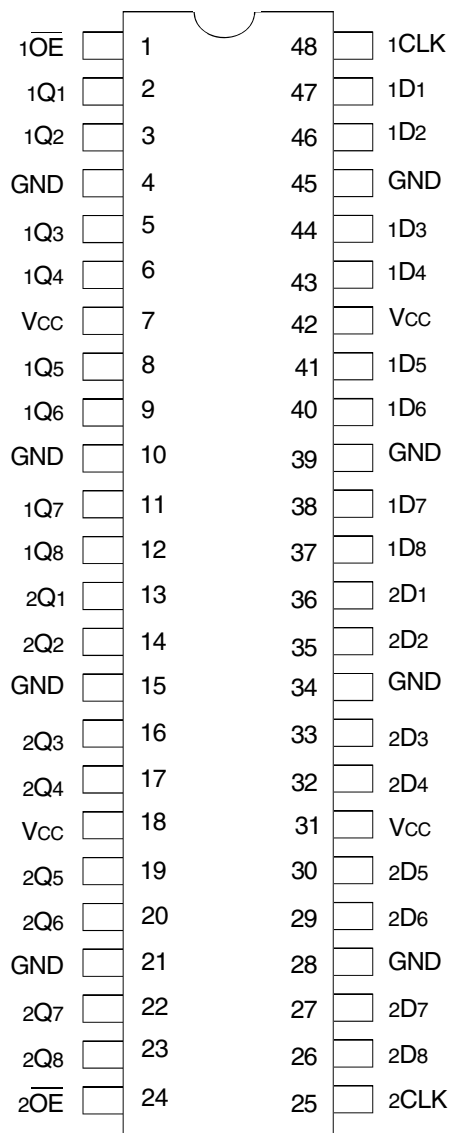 1OE 1 48 1CLK
1Q1 2 47 1D1
1Q2 3 46 1D2
GND 4 45 GND
1Q3 5 44 1D3
1Q4 6 43 1D4
VCC 7 42 VCC
1Q5 8 41 1D5
1Q6 9 40 1D6
GND 10 39 GND
1Q7 11 38 1D7
1Q8 12 37 1D8
2Q1 13 36 2D1
2Q2 14 35 2D2
GND 15 34 GND
2Q3 16 33 2D3
2Q4 17 32 2D4
VCC 18 31 VCC
2Q5 19 30 2D5
2Q6 20 29 2D6
GND 21 28 GND
2Q7 22 27 2D7
2Q8 23 26 2D8
2OE 24 25 2CLK